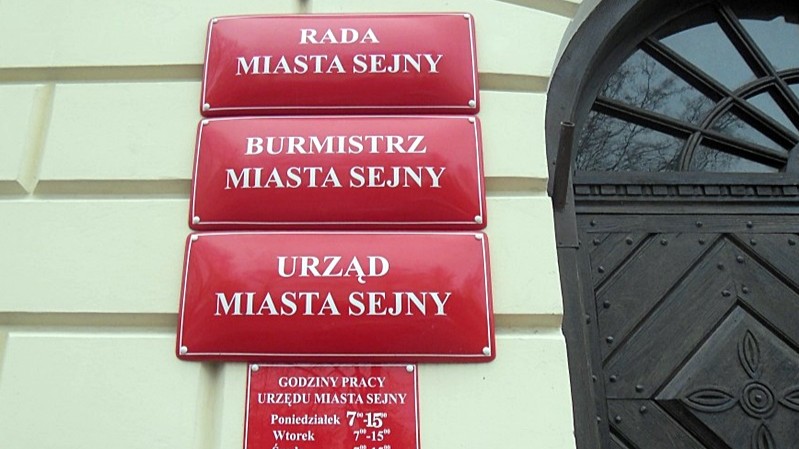 RADA
MIASTA SEJNY
BURMISTRZ
MIASTA SEJNY
URZĄD
MIASTA SEJNY
GODZINY PRACY
URZĘDU MIASTA SEJNY
Poniedziałek 7⁰⁰-15⁰⁰
Wtorek 7⁰⁰-15⁰⁰